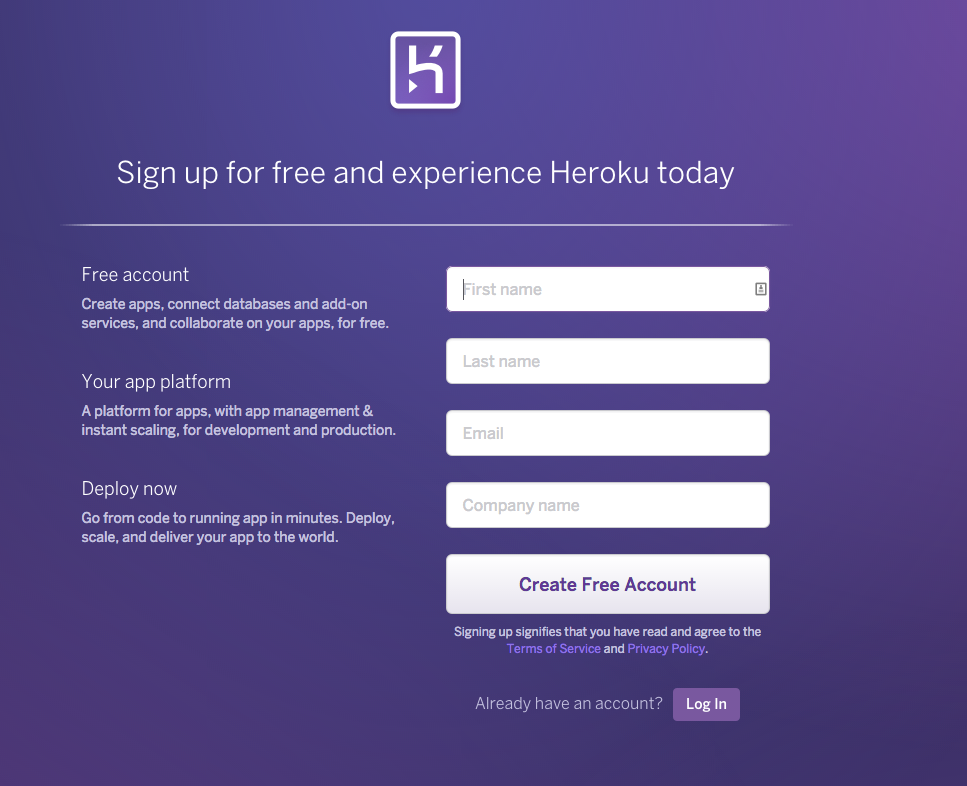 Sign up for free and experience Heroku today
Free account
Create apps, connect databases and add-on
services, and collaborate on your apps, for free.
Your app platform
A platform for apps, with app management &
instant scaling, for development and production.
Deploy now
Go from code to running app in minutes. Deploy,
scale, and deliver your app to the world.
First name
Last name
Email
Company name
Create Free Account
Signing up signifies that you have read and agree to the
Terms of Service and Privacy Policy.
Already have an account? Log In